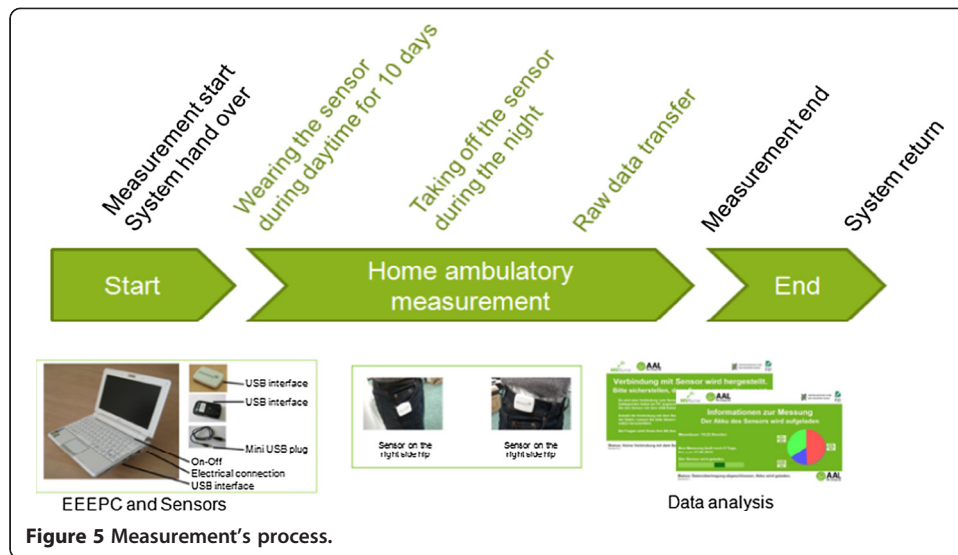 Measurement start
System hand over
Wearing the sensor
during daytime for 10 days
Taking off the sensor
during the night
Raw data transfer
Measurement end
System return
Start
Home ambulatory
measurement
End
USB interface
USB interface
Mini USB plug
On-Off
Electrical connection
USB interface
EEEPC and Sensors
Sensor on the
right side hip
Sensor on the
right side hip
AAL
Verbindung mit Sensor wird hergestellt.
Bitte sicherstellen,
AAL
Informationen zur Messung
Der Akku des Sensors wird aufgeladen
AAL
Data analysis
Figure 5 Measurement's process.